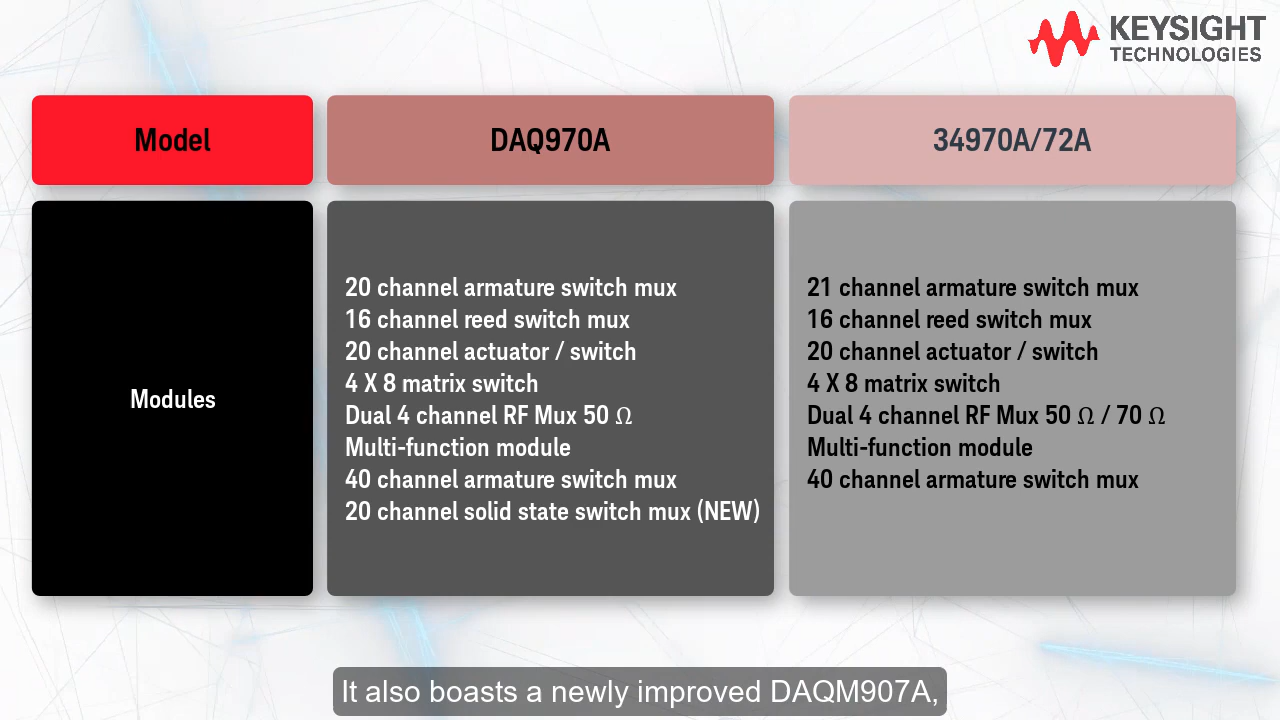 KEYSIGHT
TECHNOLOGIES
Model
DAQ970A
34970A/72A
Modules
20 channel armature switch mux
16 channel reed switch mux
20 channel actuator / switch
4 X 8 matrix switch
Dual 4 channel RF Mux 50 Ω
Multi-function module
40 channel armature switch mux
20 channel solid state switch mux (NEW)
21 channel armature switch mux
16 channel reed switch mux
20 channel actuator / switch
4 X 8 matrix switch
Dual 4 channel RF Mux 50 Ω / 70 Ω
Multi-function module
40 channel armature switch mux
It also boasts a newly improved DAQM907A,